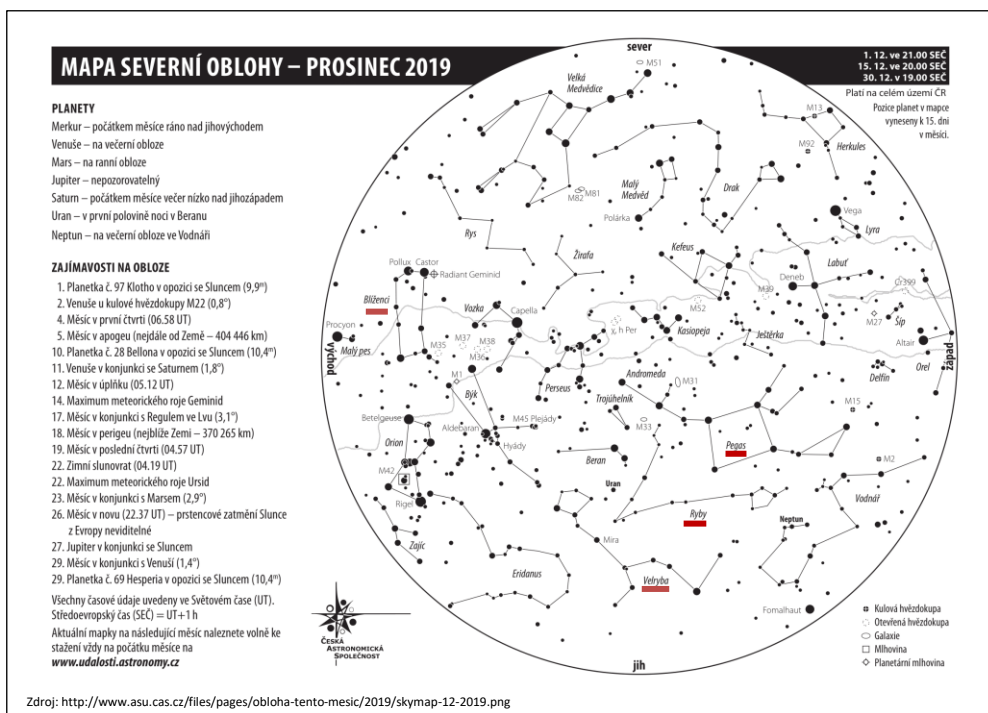 MAPA SEVERNÍ OBLOHY – PROSINEC 2019
1. 12. ve 21.00 SEČ
15. 12. ve 20.00 SEČ
30. 12. v 19.00 SEČ
Platí na celém území ČR
Pozice planet v mapce
vyneseny k 15. dni
v měsíci.
PLANETY
Merkur – počátkem měsíce ráno nad jihovýchodem
Venuše – na večerní obloze
Mars – na ranní obloze
Jupiter – nepozorovatelný
Saturn – počátkem měsíce večer nízko nad jihozápadem
Uran – v první polovině noci v Beranu
Neptun – na večerní obloze ve Vodnáři
ZAJÍMAVOSTI NA OBLOZE
1. Planetka č. 97 Klotho v opozici se Sluncem (9,9m)
2. Venuše u kulové hvězdokupy M22 (0,8°)
4. Měsíc v první čtvrti (06.58 UT)
5. Měsíc v apogeu (nejdále od Země – 404 446 km)
10. Planetka č. 28 Bellona v opozici se Sluncem (10,4m)
11. Venuše v konjunkci se Saturnem (1,8°)
12. Měsíc v úplňku (05.12 UT)
14. Maximum meteorického roje Geminid
17. Měsíc v konjunkci s Regulem ve Lvu (3,1°)
18. Měsíc v perigeu (nejblíže Zemi – 370 265 km)
19. Měsíc v poslední čtvrti (04.57 UT)
22. Zimní slunovrat (04.19 UT)
22. Maximum meteorického roje Ursid
23. Měsíc v konjunkci s Marsem (2,9°)
26. Měsíc v novu (22.37 UT) – prstencové zatmění Slunce
z Evropy neviditelné
27. Jupiter v konjunkci se Sluncem
29. Měsíc v konjunkci s Venuší (1,4°)
29. Planetka č. 69 Hesperia v opozici se Sluncem (10,4m)
Všechny časové údaje uvedeny ve Světovém čase (UT).
Středoevropský čas (SEČ) = UT+1 h
Aktuální mapky na následující měsíc naleznete volně ke
stažení vždy na počátku měsíce na
www.udalosti.astronomy.cz
ČESKÁ
ASTRONOMICKÁ
SPOLEČNOST
sever
M51
Velká
Medvědice
M13
M92
Herkules
M81
M82
Malý
Medvěd
Drak
Polárka
Vega
Lyra
Rys
Žirafa
Kefeus
Labuť
Pollux
Castor
Radiant Geminid
Deneb
M39
Cr399
Blíženci
Vozka
Capella
M52
M27
Šíp
h Per
Kasiopeja
Procyon
Malý pes
východ
M35
M37
M38
M36
Ještěrka
Altair
Orel
západ
M1
Býk
Perseus
Andromeda
M31
Delfín
Trojúhelník
M15
Betelgeuse
Aldebaran
M45 Plejády
M33
Hyády
Orion
Pegas
Beran
M2
M42
Uran
Vodnář
Rigel
Ryby
Neptun
Mira
Zajíc
Eridanus
Velryba
Fomalhaut
jih
Kulová hvězdokupa
Otevřená hvězdokupa
Galaxie
Mlhovina
Planetární mlhovina
Zdroj: http://www.asu.cas.cz/files/pages/obloha-tento-mesic/2019/skymap-12-2019.png